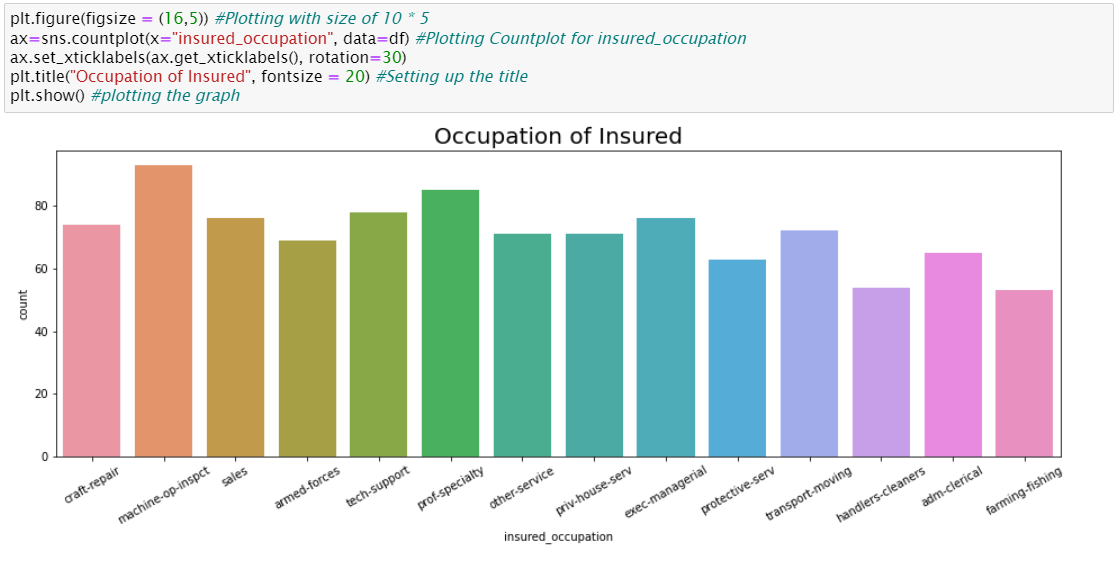 plt.figure(figsize = (16,5)) #Plotting with size of 10 * 5
ax=sns.countplot(x="insured_occupation", data=df) #Plotting Countplot for insured_occupation
ax.set_xticklabels(ax.get_xticklabels(), rotation=30)
plt.title("Occupation of Insured", fontsize = 20) #Setting up the title
plt.show() #plotting the graph
Occupation of Insured
80
60
40
20
0
count
craft-repair
machine-op-inspct
sales
armed-forces
tech-support
prof-specialty
other-service
priv-house-serv
exec-managerial
protective-serv
transport-moving
handlers-cleaners
adm-clerical
farming-fishing
insured_occupation